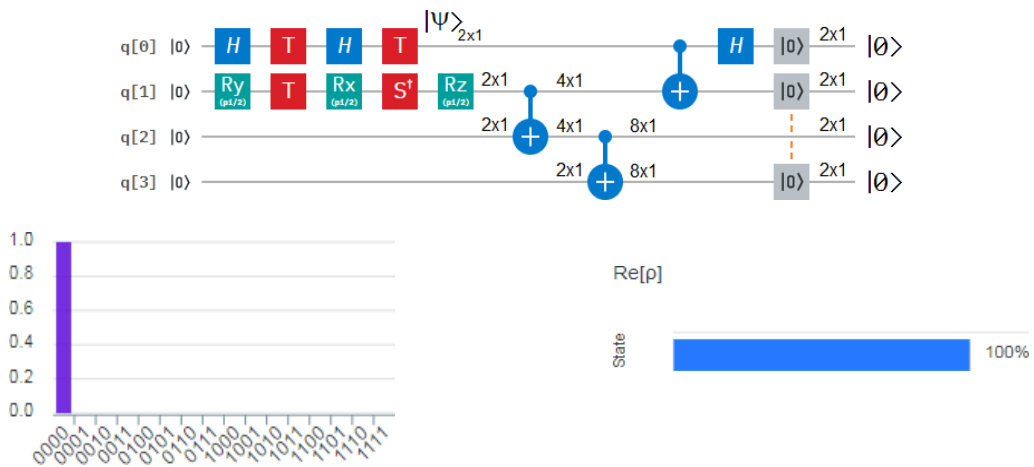 |Ψ⟩
q[0] |0⟩ H T H T 2x1 H |0⟩ 2x1 |0⟩
q[1] |0⟩ Ry (pi/2) T Rx (pi/2) S† Rz (pi/2) 2x1 4x1 |0⟩ 2x1 |0⟩
q[2] |0⟩ 2x1 4x1 8x1 2x1 |0⟩
q[3] |0⟩ 2x1 8x1 |0⟩ 2x1 |0⟩
1.0
0.8
0.6
0.4
0.2
0.0
0000 0001 0010 0011 0100 0101 0110 0111 1000 1001 1010 1011 1100 1101 1110 1111
Re[ρ]
State
100%